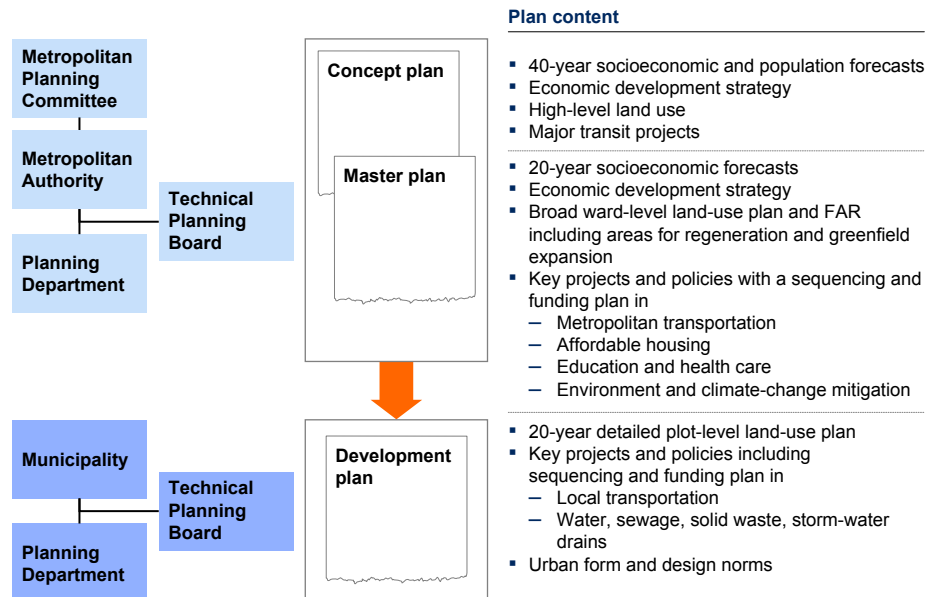 Metropolitan
Planning
Committee
Metropolitan
Authority
Technical
Planning
Board
Planning
Department
Concept plan
Master plan
Plan content
▪ 40-year socioeconomic and population forecasts
▪ Economic development strategy
▪ High-level land use
▪ Major transit projects
▪ 20-year socioeconomic forecasts
▪ Economic development strategy
▪ Broad ward-level land-use plan and FAR
including areas for regeneration and greenfield
expansion
▪ Key projects and policies with a sequencing and
funding plan in
– Metropolitan transportation
– Affordable housing
– Education and health care
– Environment and climate-change mitigation
Municipality
Technical
Planning
Board
Planning
Department
Development
plan
▪ 20-year detailed plot-level land-use plan
▪ Key projects and policies including
sequencing and funding plan in
– Local transportation
– Water, sewage, solid waste, storm-water
drains
▪ Urban form and design norms